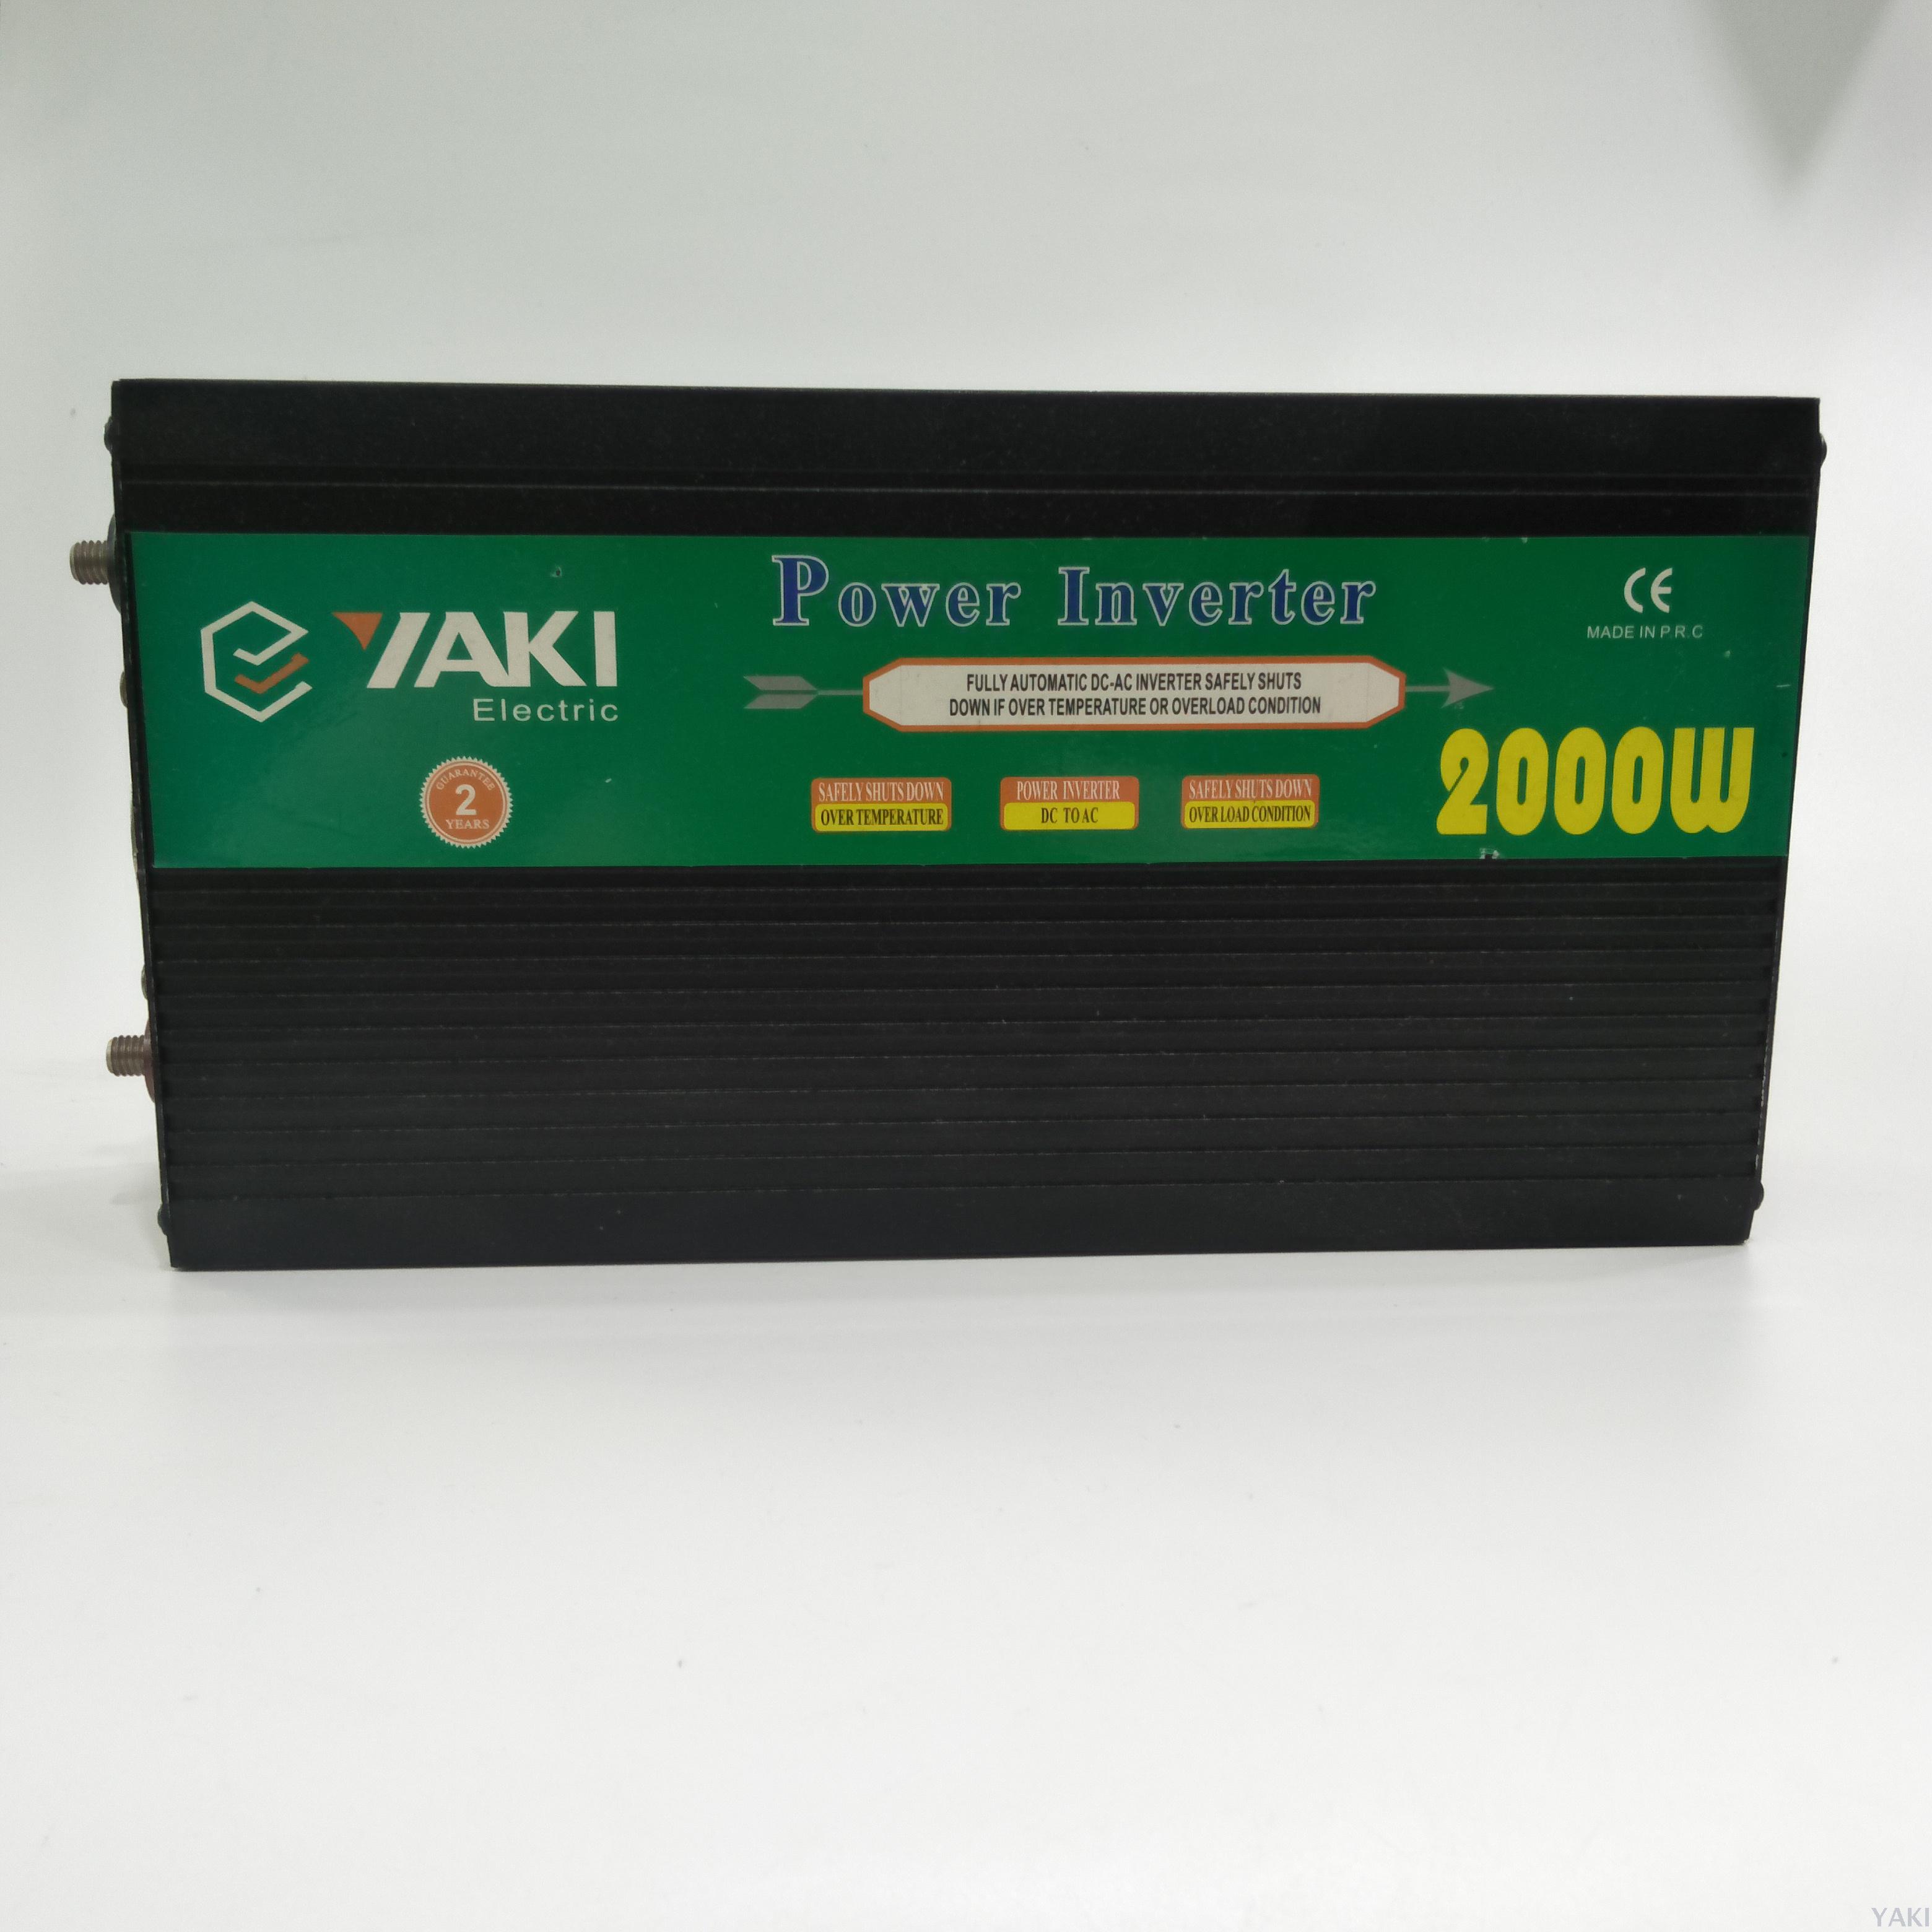 Power Inverter
CE
MADE IN P.R.C
YAKI
Electric
FULLY AUTOMATIC DC-AC INVERTER SAFELY SHUTS
DOWN IF OVER TEMPERATURE OR OVERLOAD CONDITION
2000W
GUARANTEE
2
YEARS
SAFELY SHUTS DOWN
OVER TEMPERATURE
POWER INVERTER
DC TO AC
SAFELY SHUTS DOWN
OVER LOAD CONDITION
YAKI